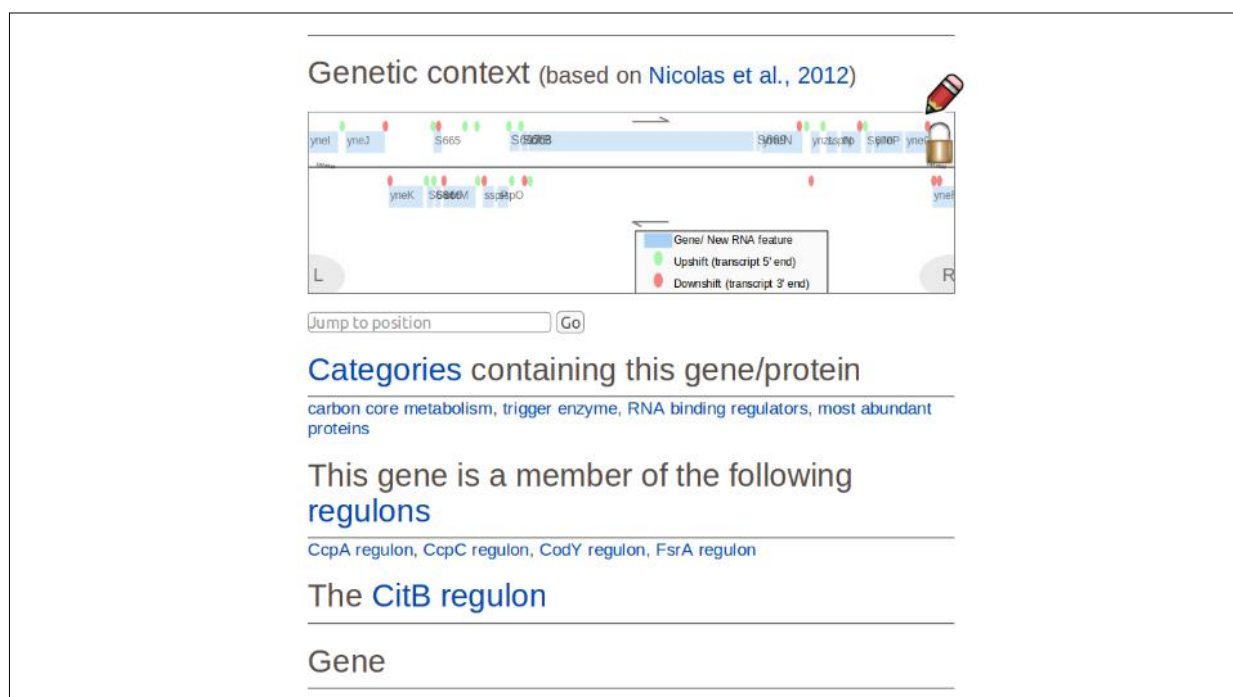 Genetic context (based on Nicolas et al., 2012)
yneI yneJ S665
ynzL sspN yneP
yneK S666
Gene/ New RNA feature
Upshift (transcript 5' end)
Downshift (transcript 3' end)
L R
Jump to position Go
Categories containing this gene/protein
carbon core metabolism, trigger enzyme, RNA binding regulators, most abundant
proteins
This gene is a member of the following
regulons
CcpA regulon, CcpC regulon, CodY regulon, FsrA regulon
The CitB regulon
Gene